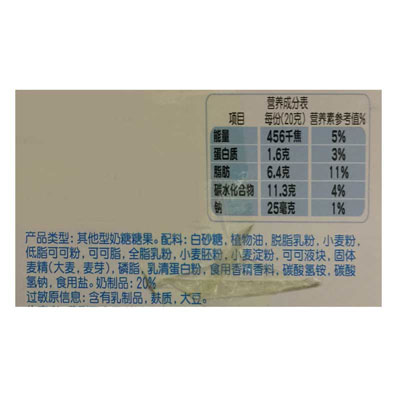 营养成分表
项目 每份(20克) 营养素参考值%
能量 456千焦 5%
蛋白质 1.6克 3%
脂肪 6.4克 11%
碳水化合物 11.3克 4%
钠 25毫克 1%
产品类型: 其他型奶糖糖果。配料: 白砂糖, 植物油, 脱脂乳粉, 小麦粉,
低脂可可粉, 可可脂, 全脂乳粉, 小麦胚粉, 小麦淀粉, 可可液块, 固体
麦精(大麦, 麦芽), 磷脂, 乳清蛋白粉, 食用香精香料, 碳酸氢铵, 碳酸
氢钠, 食用盐。奶制品: 20%
过敏原信息: 含有乳制品, 麸质, 大豆。